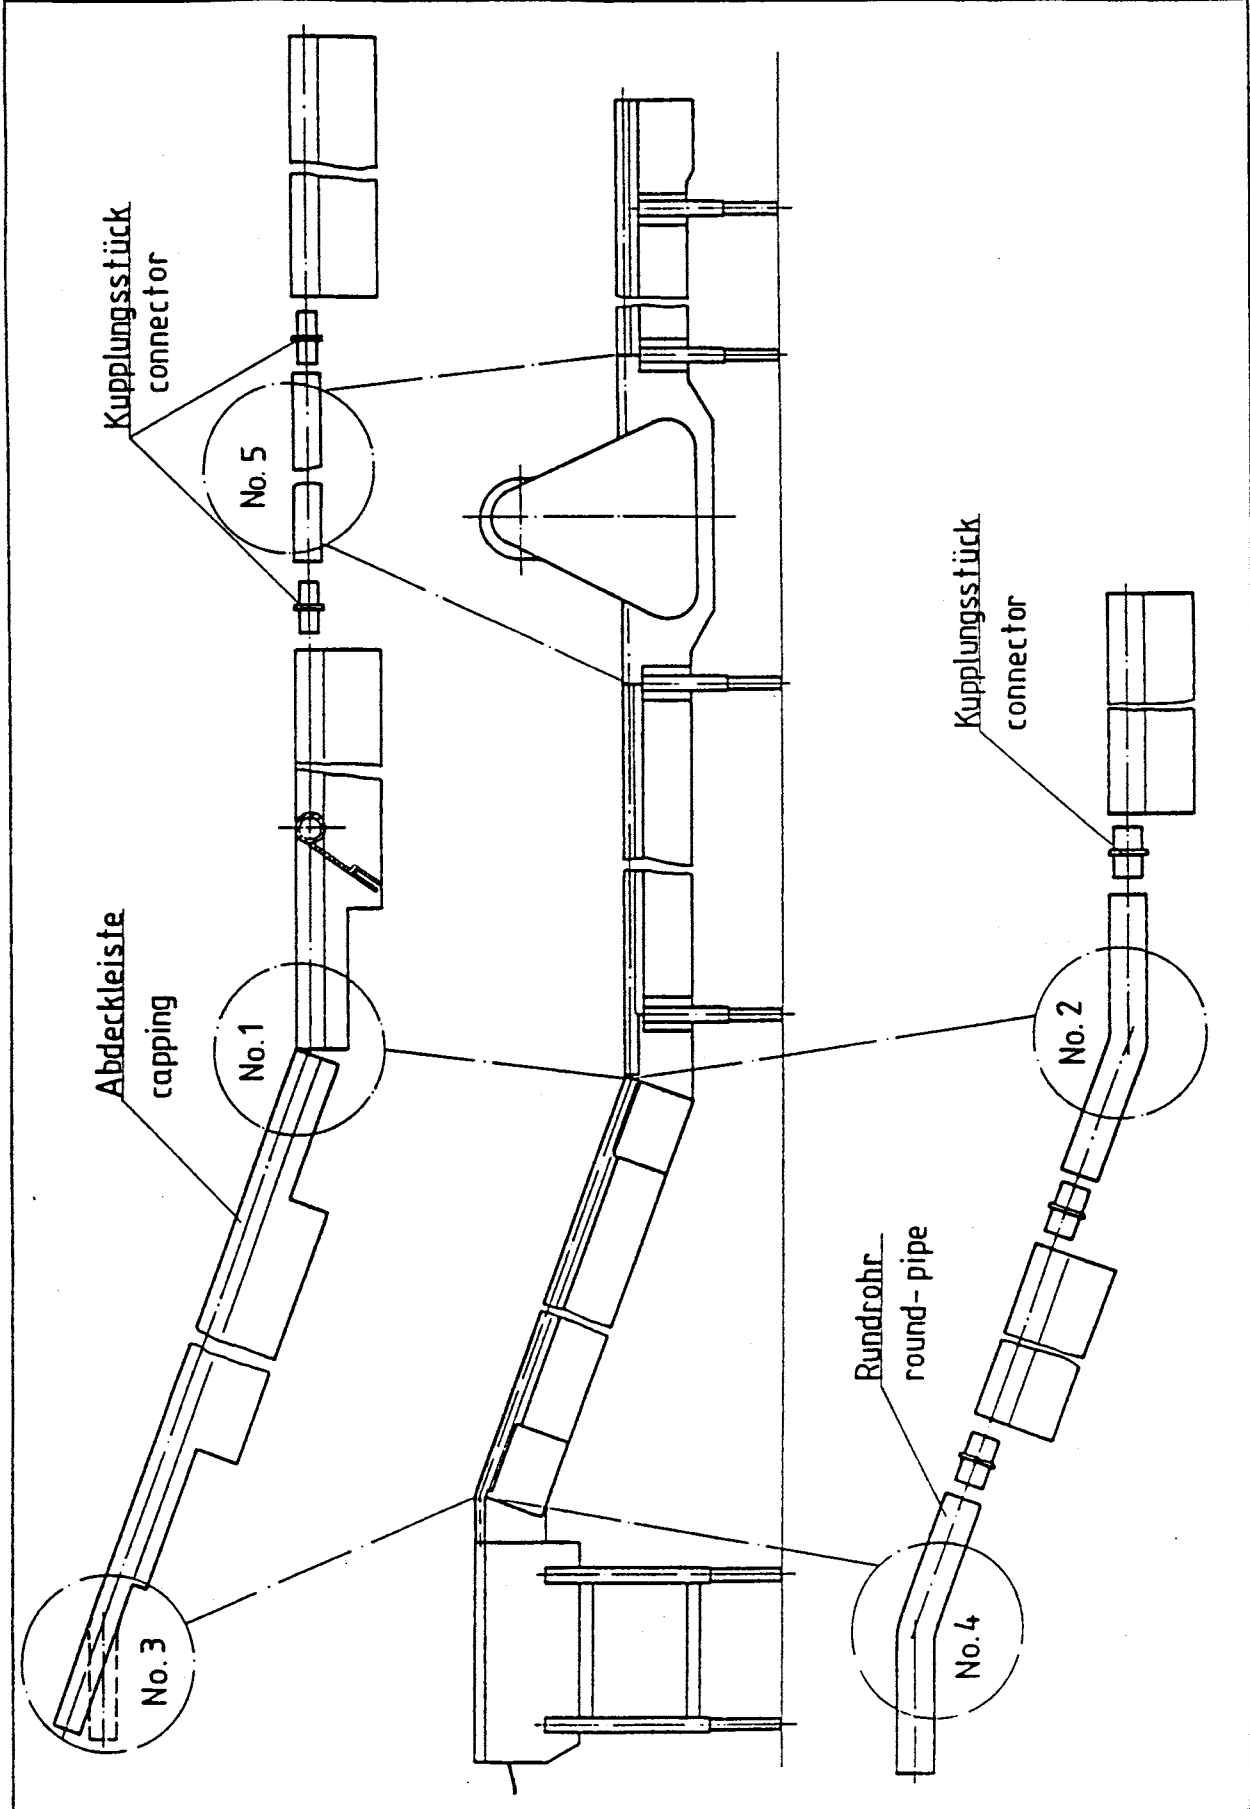 Kupplungsstück
connector
No. 5
Abdeckleiste
capping
No. 1
No. 3
Kupplungsstück
connector
No. 2
Rundrohr
round-pipe
No. 4